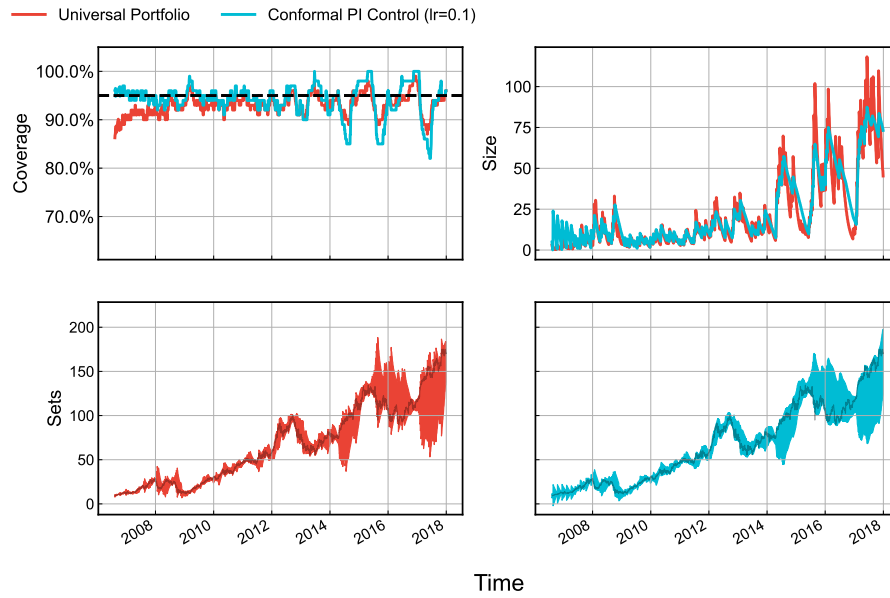 Universal Portfolio Conformal PI Control (lr=0.1)
100.0%
90.0%
80.0%
70.0%
Coverage
100
75
50
25
0
Size
200
150
100
50
0
Sets
2008 2010 2012 2014 2016 2018
2008 2010 2012 2014 2016 2018
Time